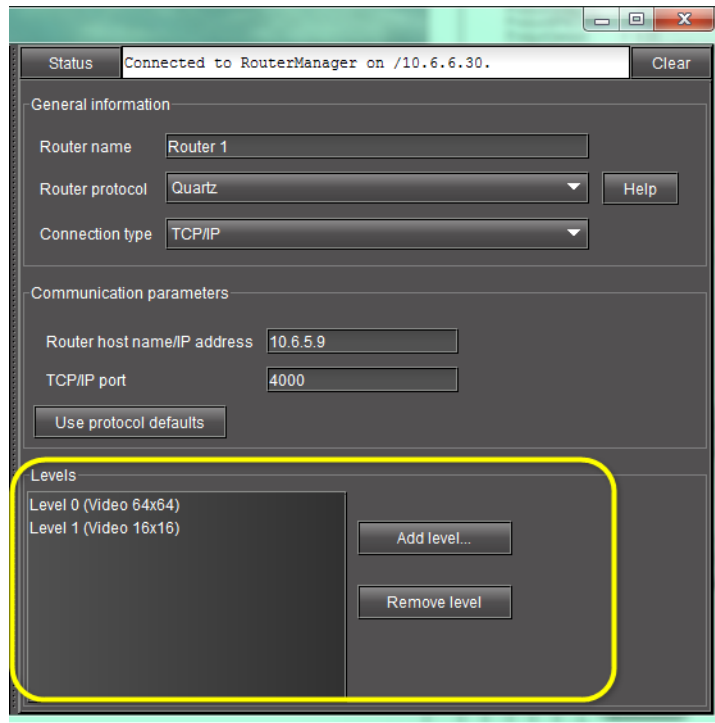 Status Connected to RouterManager on /10.6.6.30. Clear
General information
Router name Router 1
Router protocol Quartz Help
Connection type TCP/IP
Communication parameters
Router host name/IP address 10.6.5.9
TCP/IP port 4000
Use protocol defaults
Levels
Level 0 (Video 64x64)
Level 1 (Video 16x16)
Add level...
Remove level